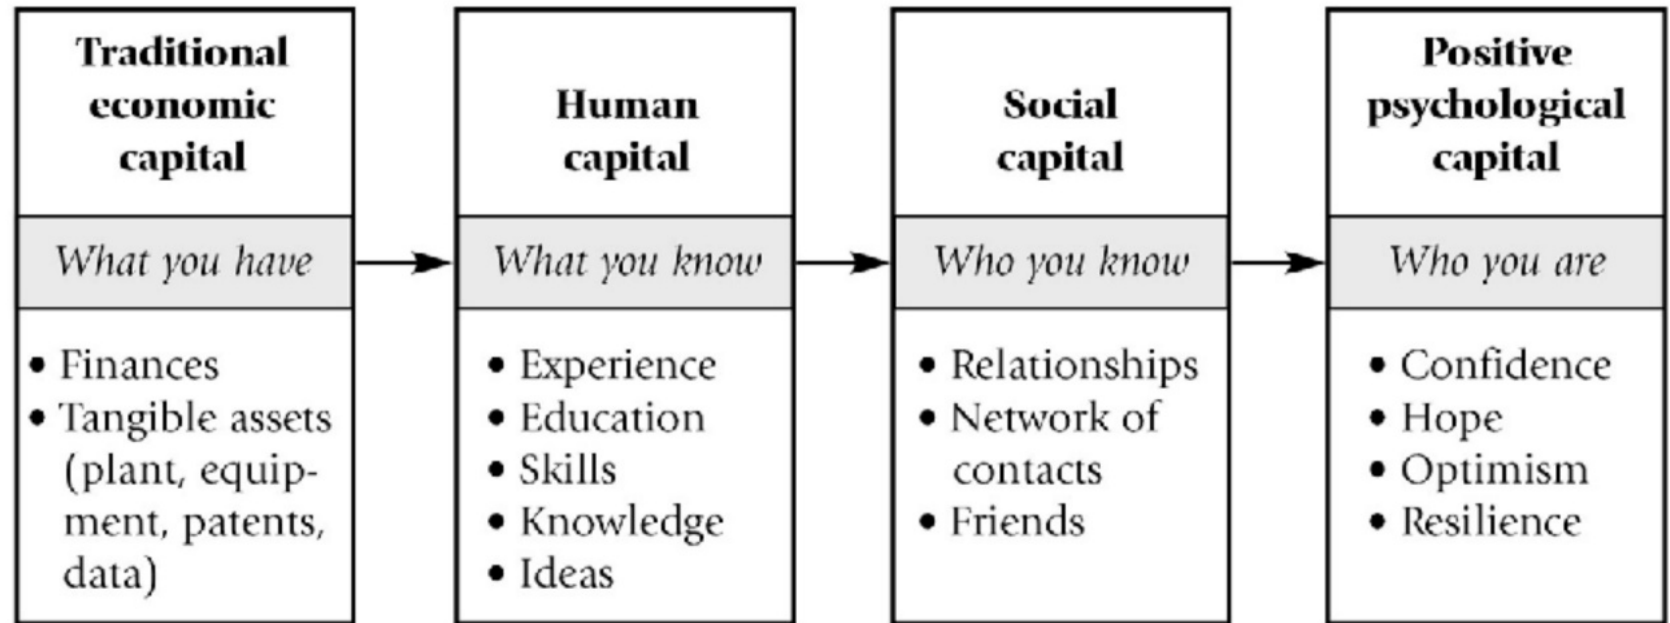 Traditional
economic
capital
What you have
• Finances
• Tangible assets
(plant, equip-
ment, patents,
data)
Human
capital
What you know
• Experience
• Education
• Skills
• Knowledge
• Ideas
Social
capital
Who you know
• Relationships
• Network of
contacts
• Friends
Positive
psychological
capital
Who you are
• Confidence
• Hope
• Optimism
• Resilience